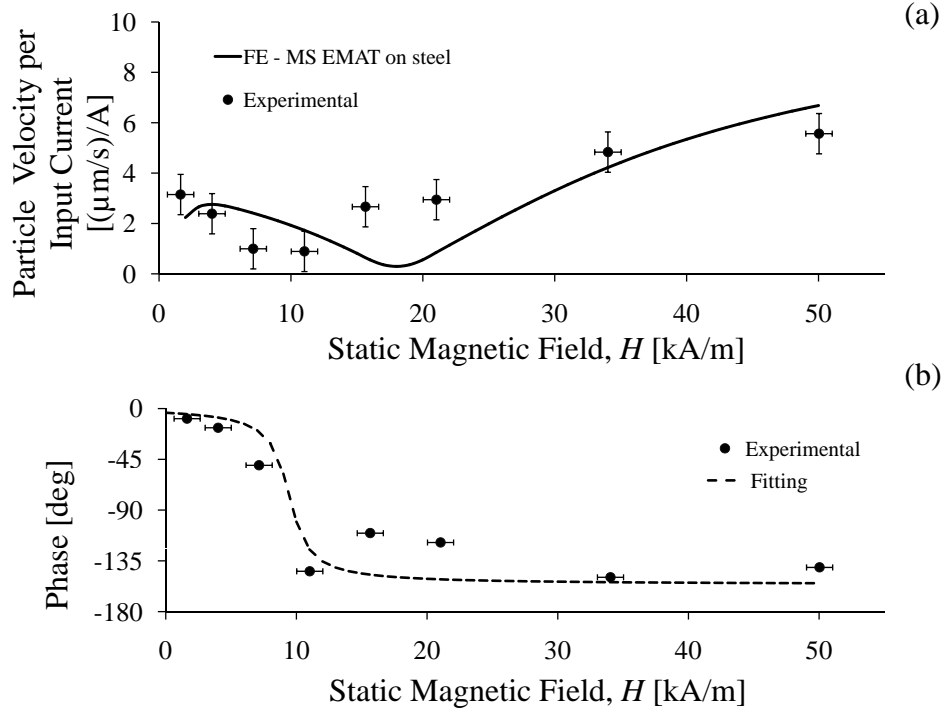 (a)
Particle Velocity per
Input Current
[(μm/s)/A]
10
8
6
4
2
0
FE - MS EMAT on steel
Experimental
0 10 20 30 40 50
Static Magnetic Field, H [kA/m]
(b)
Phase [deg]
0
-45
-90
-135
-180
Experimental
Fitting
0 10 20 30 40 50
Static Magnetic Field, H [kA/m]